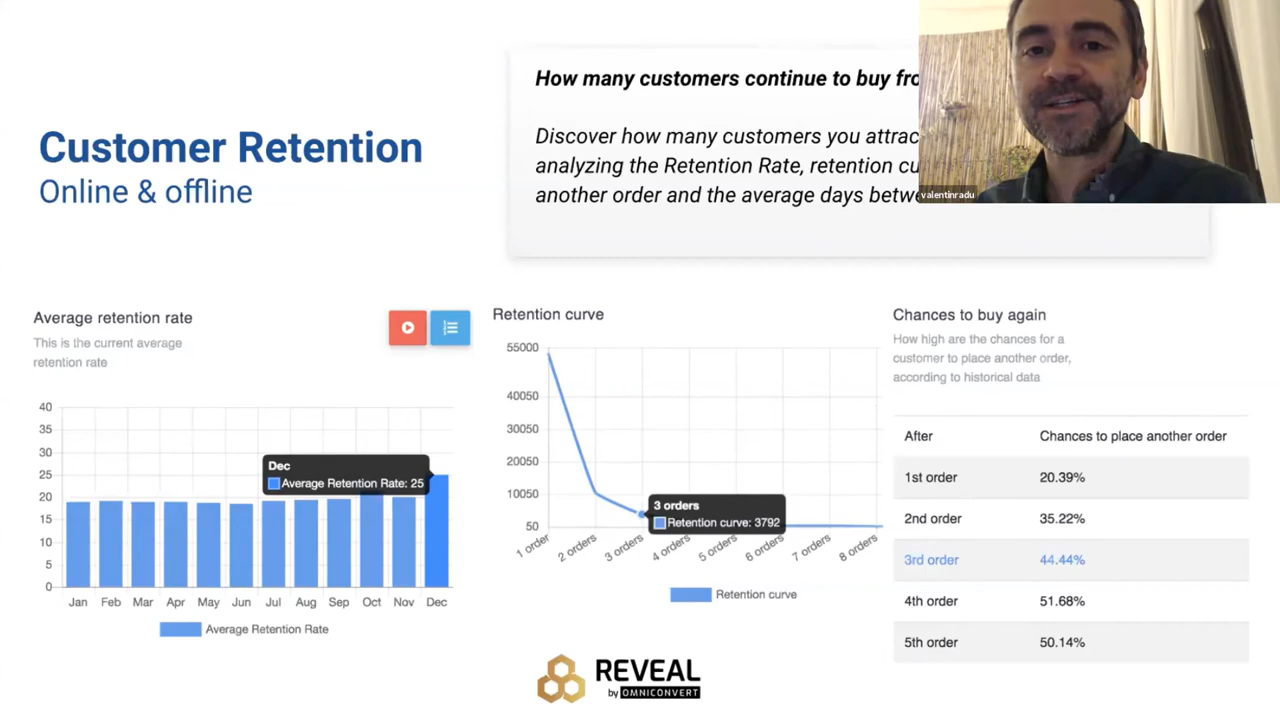 Customer Retention
Online & offline
How many customers continue to buy
Discover how many customers you
analyzing the Retention Rate, retention
another order and the average days
valentinradu
Average retention rate
This is the current average
retention rate
40
35
30
25
20
15
10
5
0
Dec
Average Retention Rate: 25
Jan Feb Mar Apr May Jun Jul Aug Sep Oct Nov Dec
Average Retention Rate
Retention curve
55000
40050
30050
20050
10050
50
3 orders
Retention curve: 3792
1 order 2 orders 3 orders 4 orders 5 orders 6 orders 7 orders 8 orders
Retention curve
Chances to buy again
How high are the chances for a
customer to place another order,
according to historical data
After Chances to place another order
1st order 20.39%
2nd order 35.22%
3rd order 44.44%
4th order 51.68%
5th order 50.14%
REVEAL
by OMNICONVERT